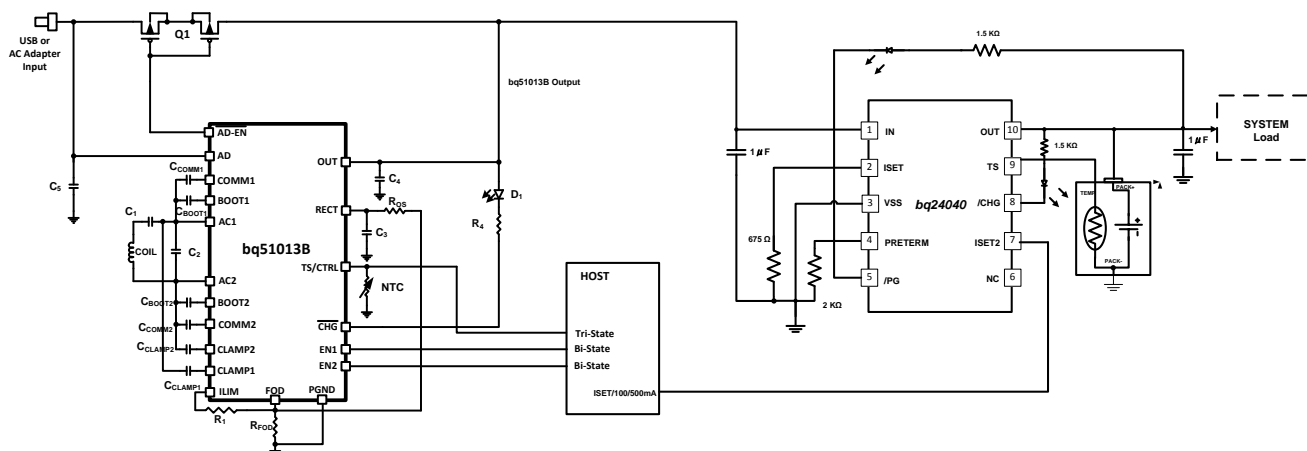 USB or
AC Adapter
Input
Q1
bq51013B Output
1.5 KΩ
AD-EN
AD
C5
CCOMM1
COMM1
BOOT1
CBOOT1
C1
AC1
COIL
C2
AC2
CBOOT2
BOOT2
CCOMM2
COMM2
CCLAMP2
CLAMP2
CLAMP1
CCLAMP1
ILIM
FOD
PGND
R1
RFOD
bq51013B
OUT
C4
D1
RECT
ROS
R4
C3
TS/CTRL
NTC
CHG
EN1
EN2
HOST
Tri-State
Bi-State
Bi-State
ISET/100/500mA
1 µF
675 Ω
2 KΩ
1 IN
2 ISET
3 VSS
4 PRETERM
5 /PG
bq24040
OUT 10
TS 9
/CHG 8
ISET2 7
NC 6
1.5 KΩ
1 µF
SYSTEM
Load
TEMP
PACK+
+
PACK-